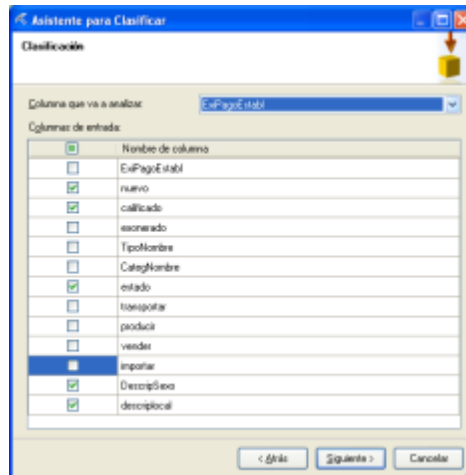 Asistente para Clasificar
Clasificación
Columna que va a analizar:
ExiPagoEstabl
Columnas de entrada:
Nombre de columna
ExiPagoEstabl
nuevo
calificado
exonerado
TipoNombre
CategNombre
estado
transportar
producir
vender
importar
DescripSexo
descriplocal
< Atrás
Siguiente >
Cancelar